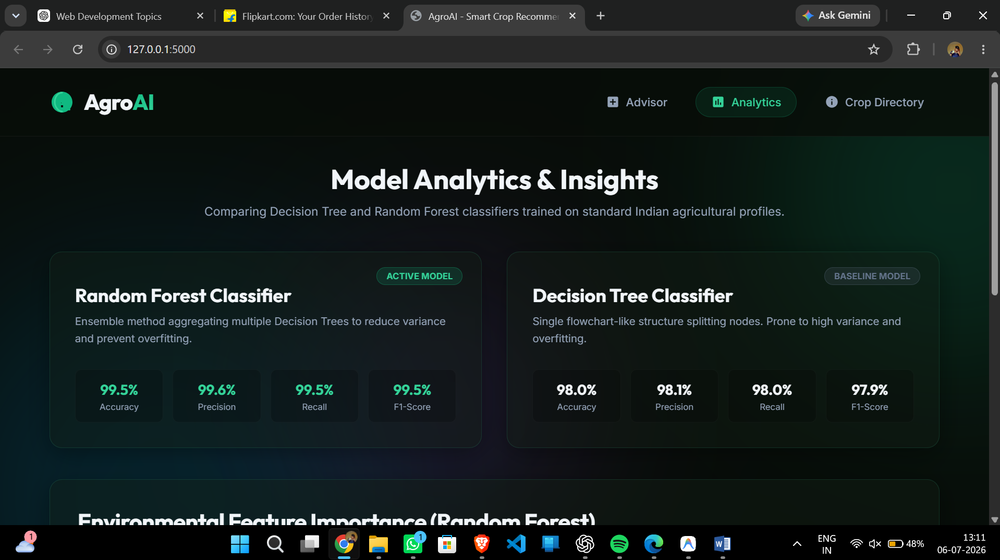 Web Development Topics
Flipkart.com: Your Order History
AgroAI - Smart Crop Recomme
Ask Gemini
127.0.0.1:5000
AgroAI
Advisor
Analytics
Crop Directory
Model Analytics & Insights
Comparing Decision Tree and Random Forest classifiers trained on standard Indian agricultural profiles.
ACTIVE MODEL
Random Forest Classifier
Ensemble method aggregating multiple Decision Trees to reduce variance
and prevent overfitting.
99.5%
Accuracy
99.6%
Precision
99.5%
Recall
99.5%
F1-Score
BASELINE MODEL
Decision Tree Classifier
Single flowchart-like structure splitting nodes. Prone to high variance and
overfitting.
98.0%
Accuracy
98.1%
Precision
98.0%
Recall
97.9%
F1-Score
Environmental Feature Importance (Random Forest)
1
1
W
ENG
IN
48%
13:11
06-07-2026